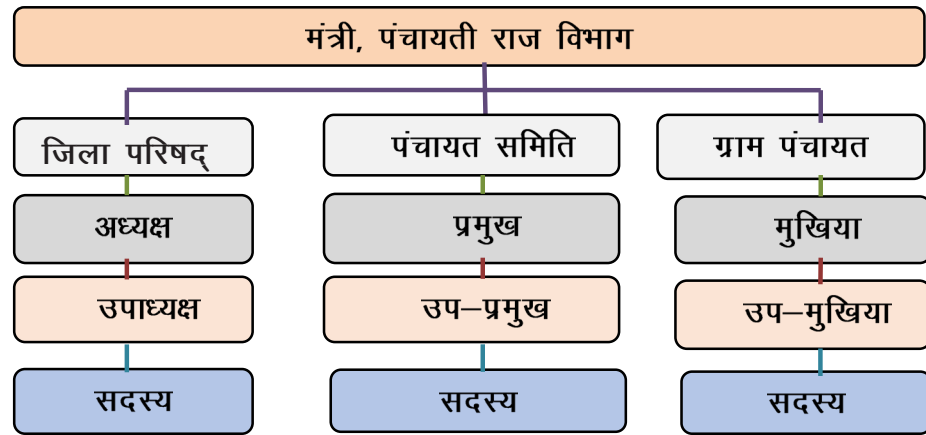 मंत्री, पंचायती राज विभाग
जिला परिषद्
पंचायत समिति
ग्राम पंचायत
अध्यक्ष
प्रमुख
मुखिया
उपाध्यक्ष
उप–प्रमुख
उप–मुखिया
सदस्य
सदस्य
सदस्य